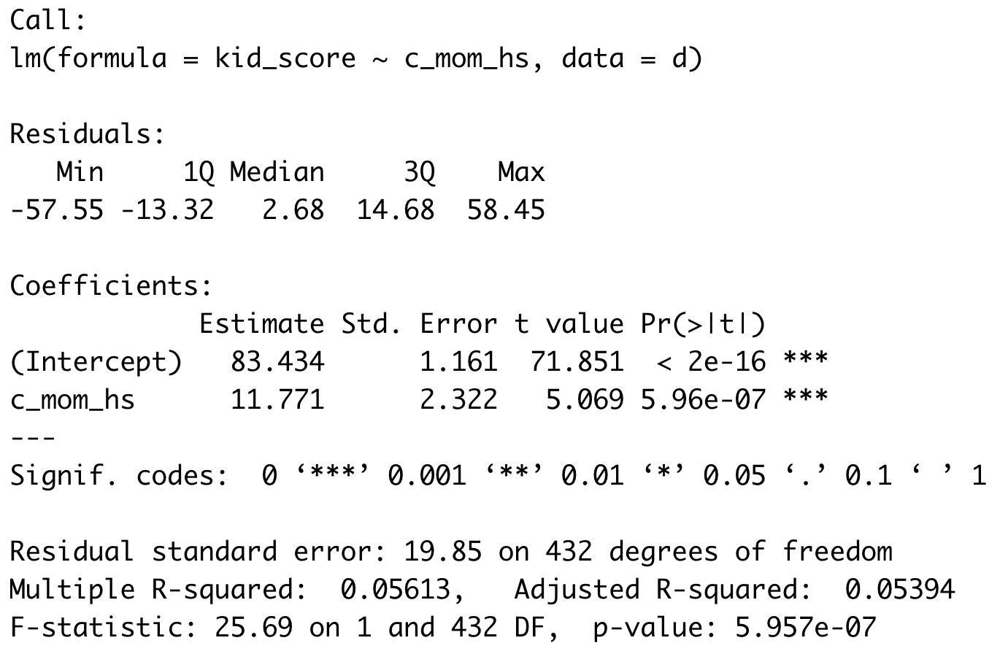 Call:
lm(formula = kid_score ~ c_mom_hs, data = d)

Residuals:
   Min     1Q Median     3Q    Max
-57.55 -13.32   2.68  14.68  58.45

Coefficients:
            Estimate Std. Error t value Pr(>|t|)
(Intercept)   83.434      1.161  71.851  < 2e-16 ***
c_mom_hs      11.771      2.322   5.069 5.96e-07 ***
---
Signif. codes:  0 ‘***’ 0.001 ‘**’ 0.01 ‘*’ 0.05 ‘.’ 0.1 ‘ ’ 1

Residual standard error: 19.85 on 432 degrees of freedom
Multiple R-squared:  0.05613,   Adjusted R-squared:  0.05394
F-statistic: 25.69 on 1 and 432 DF,  p-value: 5.957e-07